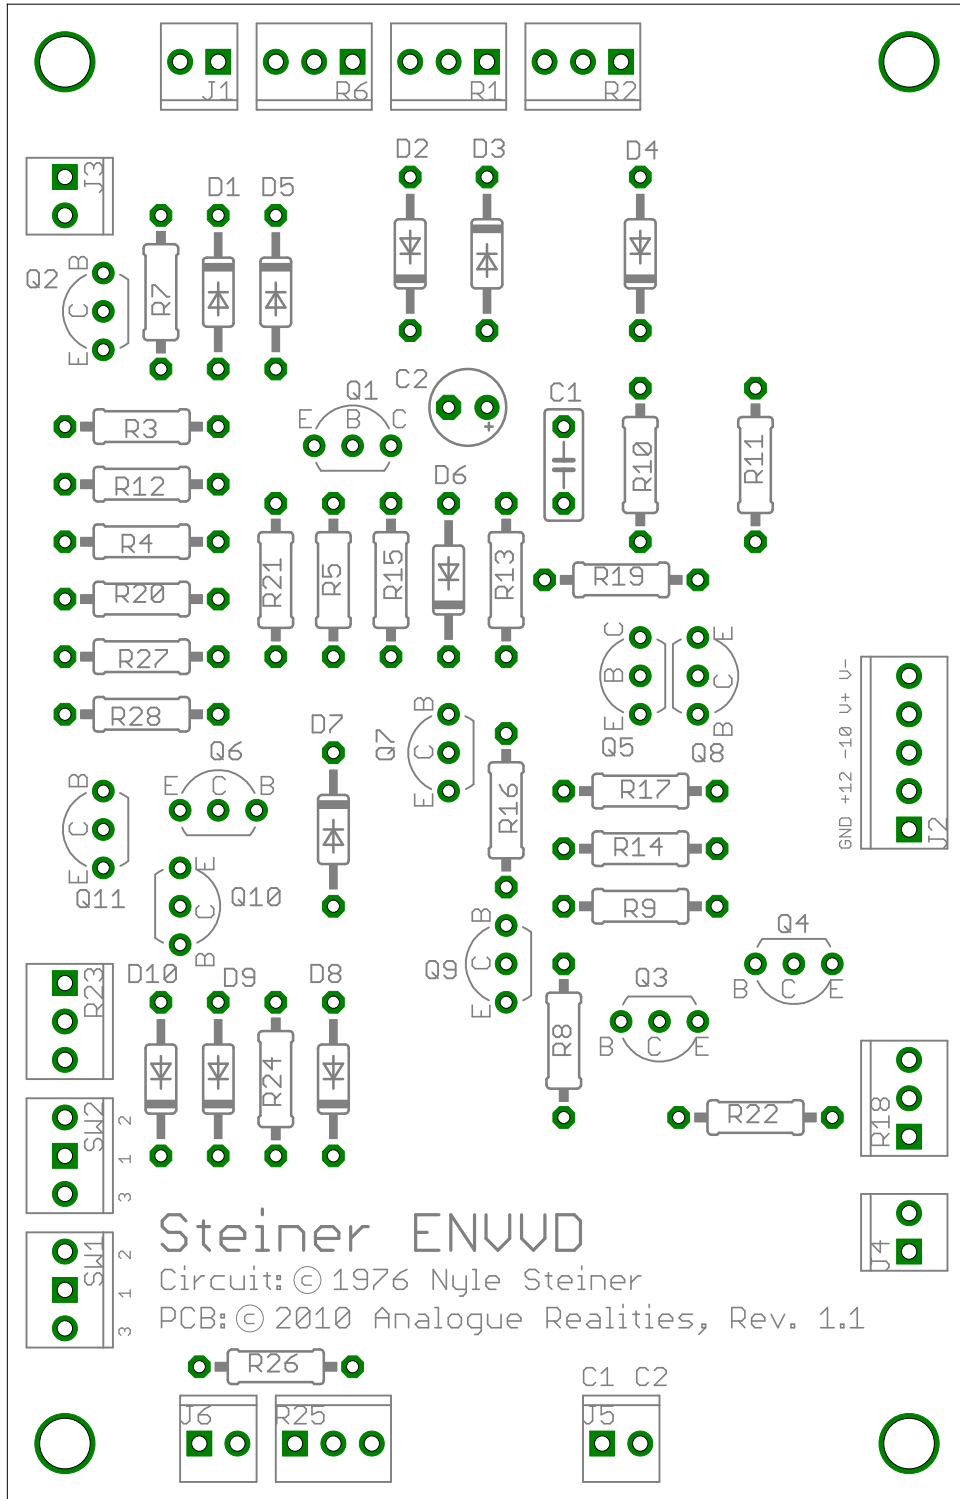 J1 R6 R1 R2
D2 D3 D4
J3
D1 D5
B
Q2 C R7
E
C2 C1
Q1
E B C
+
R3
R12
D6
R10 R11
R4
R21 R5 R15 R13
R20
R19
R27
R28
C E
B C
E B
Q5 Q8
V-
V+
-10
+12
GND
J2
D7
B
Q7 C
E
Q6
E C B
B
C
E
Q11
R16
R17
R14
R9
E
C Q10
B
B
Q9 C
E
Q4
B C E
Q3
B C E
R23
D10 D9 D8
R24
R8
R18
R22
SW2
2
1
3
Steiner ENVVD
J4
SW1
2
1
3
Circuit: © 1976 Nyle Steiner
PCB: © 2010 Analogue Realities, Rev. 1.1
R26
C1 C2
J6 R25 J5